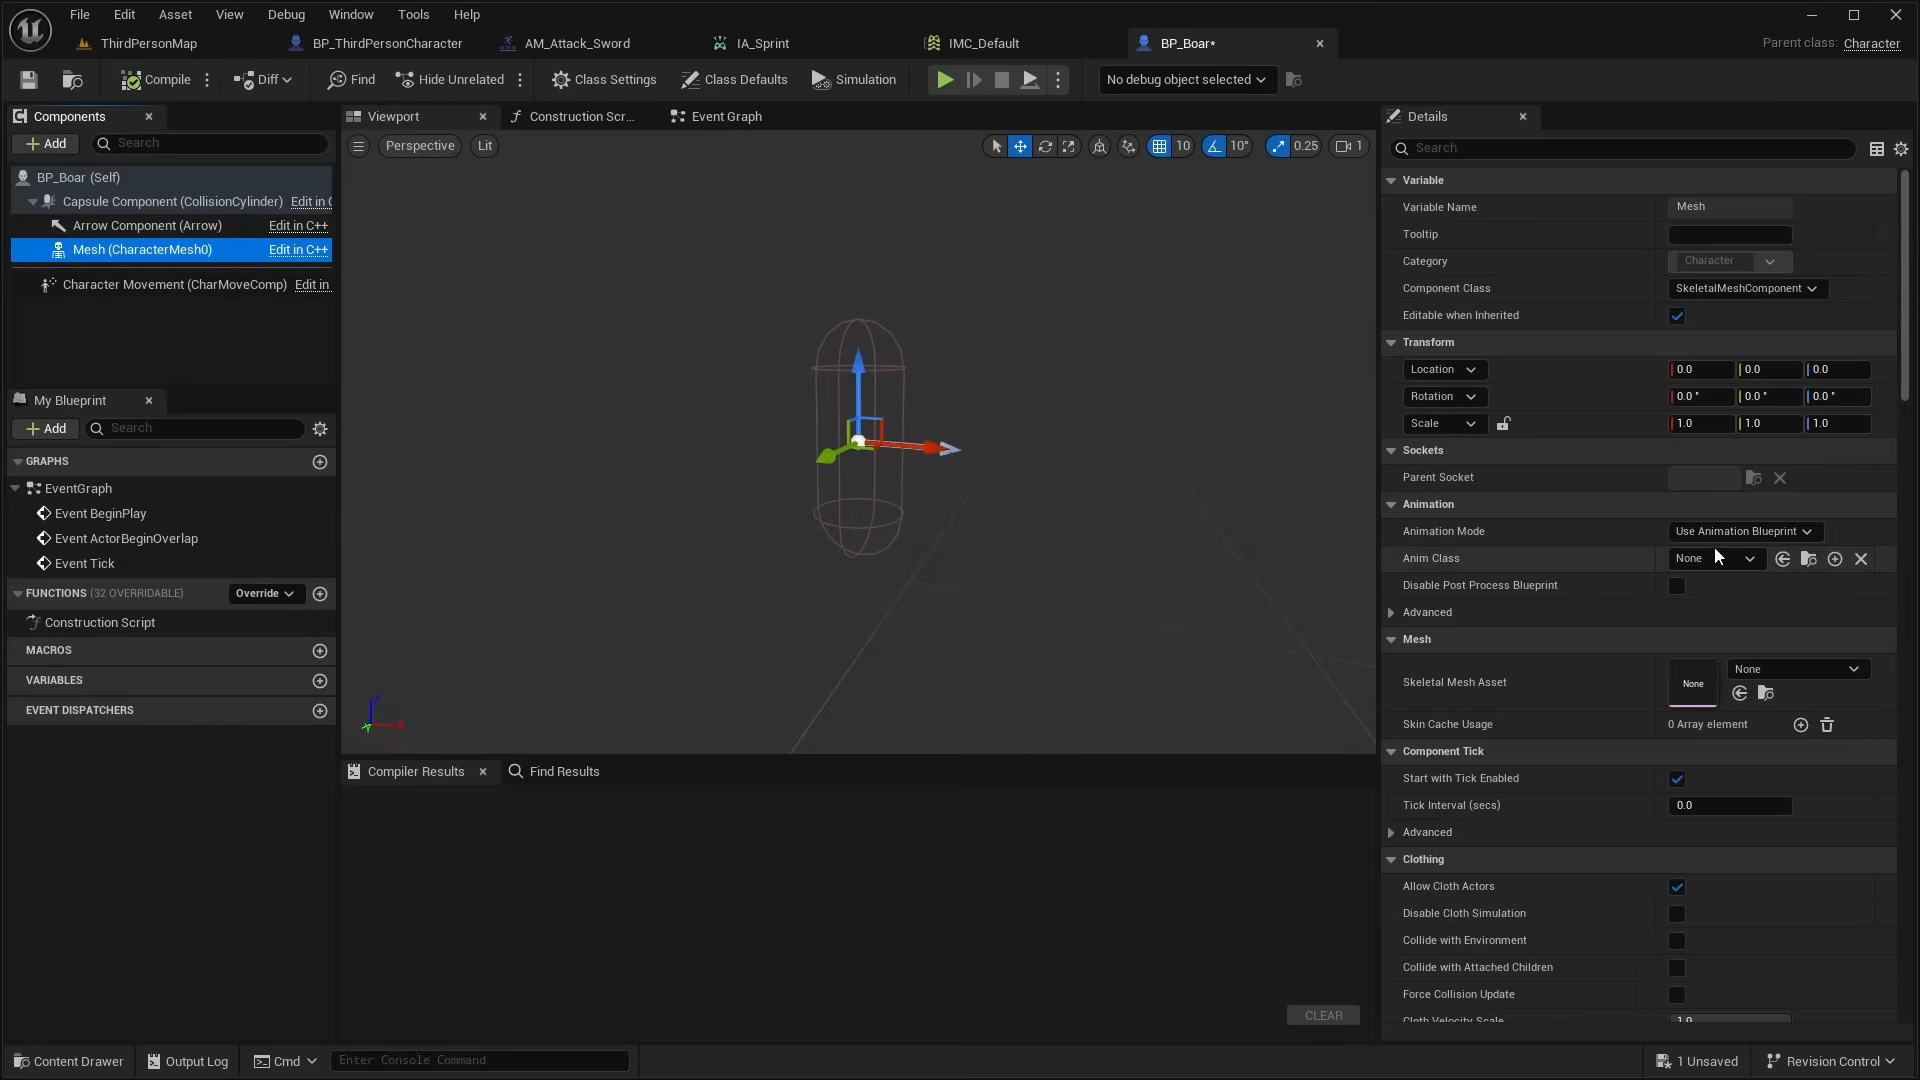 File Edit Asset View Debug Window Tools Help
ThirdPersonMap BP_ThirdPersonCharacter AM_Attack_Sword IA_Sprint IMC_Default BP_Boar* Parent class: Character
Compile Diff Find Hide Unrelated Class Settings Class Defaults Simulation No debug object selected
Components
Add Search
BP_Boar (Self)
Capsule Component (CollisionCylinder) Edit in C
Arrow Component (Arrow) Edit in C++
Mesh (CharacterMesh0) Edit in C++
Character Movement (CharMoveComp) Edit in
My Blueprint
Add Search
GRAPHS
EventGraph
Event BeginPlay
Event ActorBeginOverlap
Event Tick
FUNCTIONS (32 OVERRIDABLE) Override
Construction Script
MACROS
VARIABLES
EVENT DISPATCHERS
Viewport Construction Scr... Event Graph
Perspective Lit 10 10° 0.25 1
Z X Y
Compiler Results Find Results
CLEAR
Details
Search
Variable
Variable Name Mesh
Tooltip
Category Character
Component Class SkeletalMeshComponent
Editable when Inherited
Transform
Location 0.0 0.0 0.0
Rotation 0.0 ° 0.0 ° 0.0 °
Scale 1.0 1.0 1.0
Sockets
Parent Socket
Animation
Animation Mode Use Animation Blueprint
Anim Class None
Disable Post Process Blueprint
Advanced
Mesh
Skeletal Mesh Asset None None
Skin Cache Usage 0 Array element
Component Tick
Start with Tick Enabled
Tick Interval (secs) 0.0
Advanced
Clothing
Allow Cloth Actors
Disable Cloth Simulation
Collide with Environment
Collide with Attached Children
Force Collision Update
Cloth Velocity Scale 1.0
Content Drawer Output Log Cmd Enter Console Command 1 Unsaved Revision Control